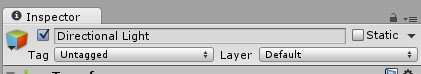 Inspector
Directional Light Static
Tag Untagged Layer Default